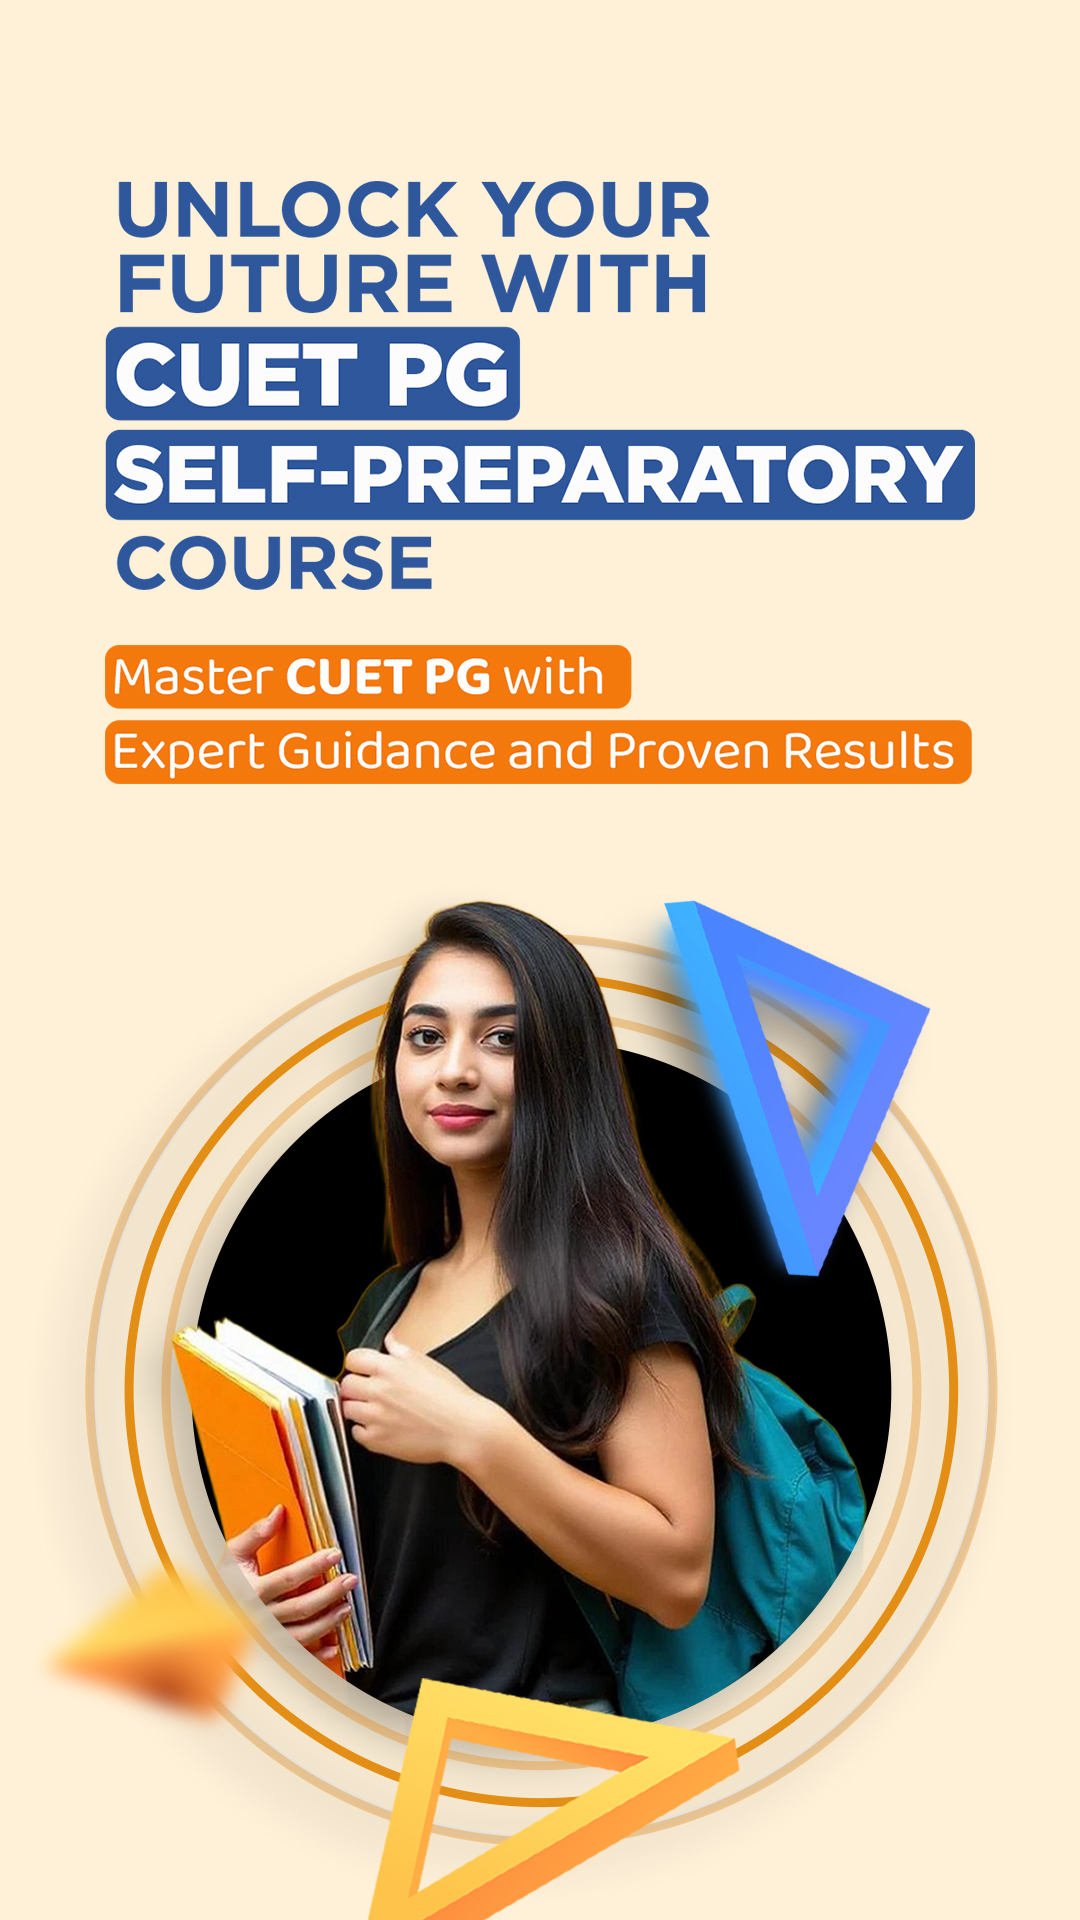 UNLOCK YOUR
FUTURE WITH
CUET PG
SELF-PREPARATORY
COURSE
Master CUET PG with
Expert Guidance and Proven Results